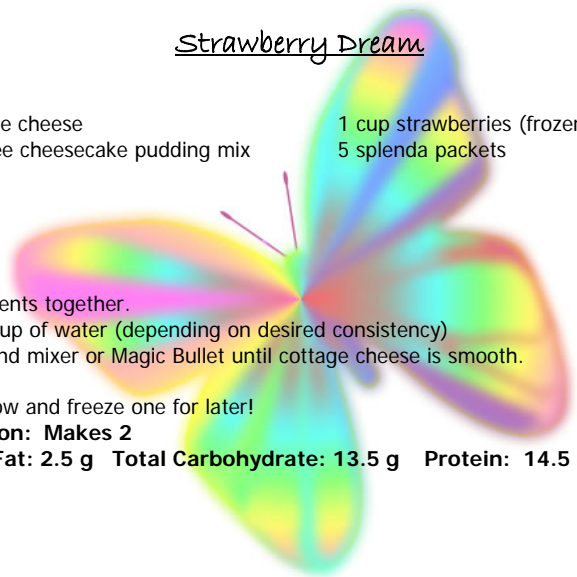 Strawberry Dream
e cheese 1 cup strawberries (frozen
ee cheesecake pudding mix 5 splenda packets
ents together.
up of water (depending on desired consistency)
nd mixer or Magic Bullet until cottage cheese is smooth.
ow and freeze one for later!
on: Makes 2
Fat: 2.5 g Total Carbohydrate: 13.5 g Protein: 14.5